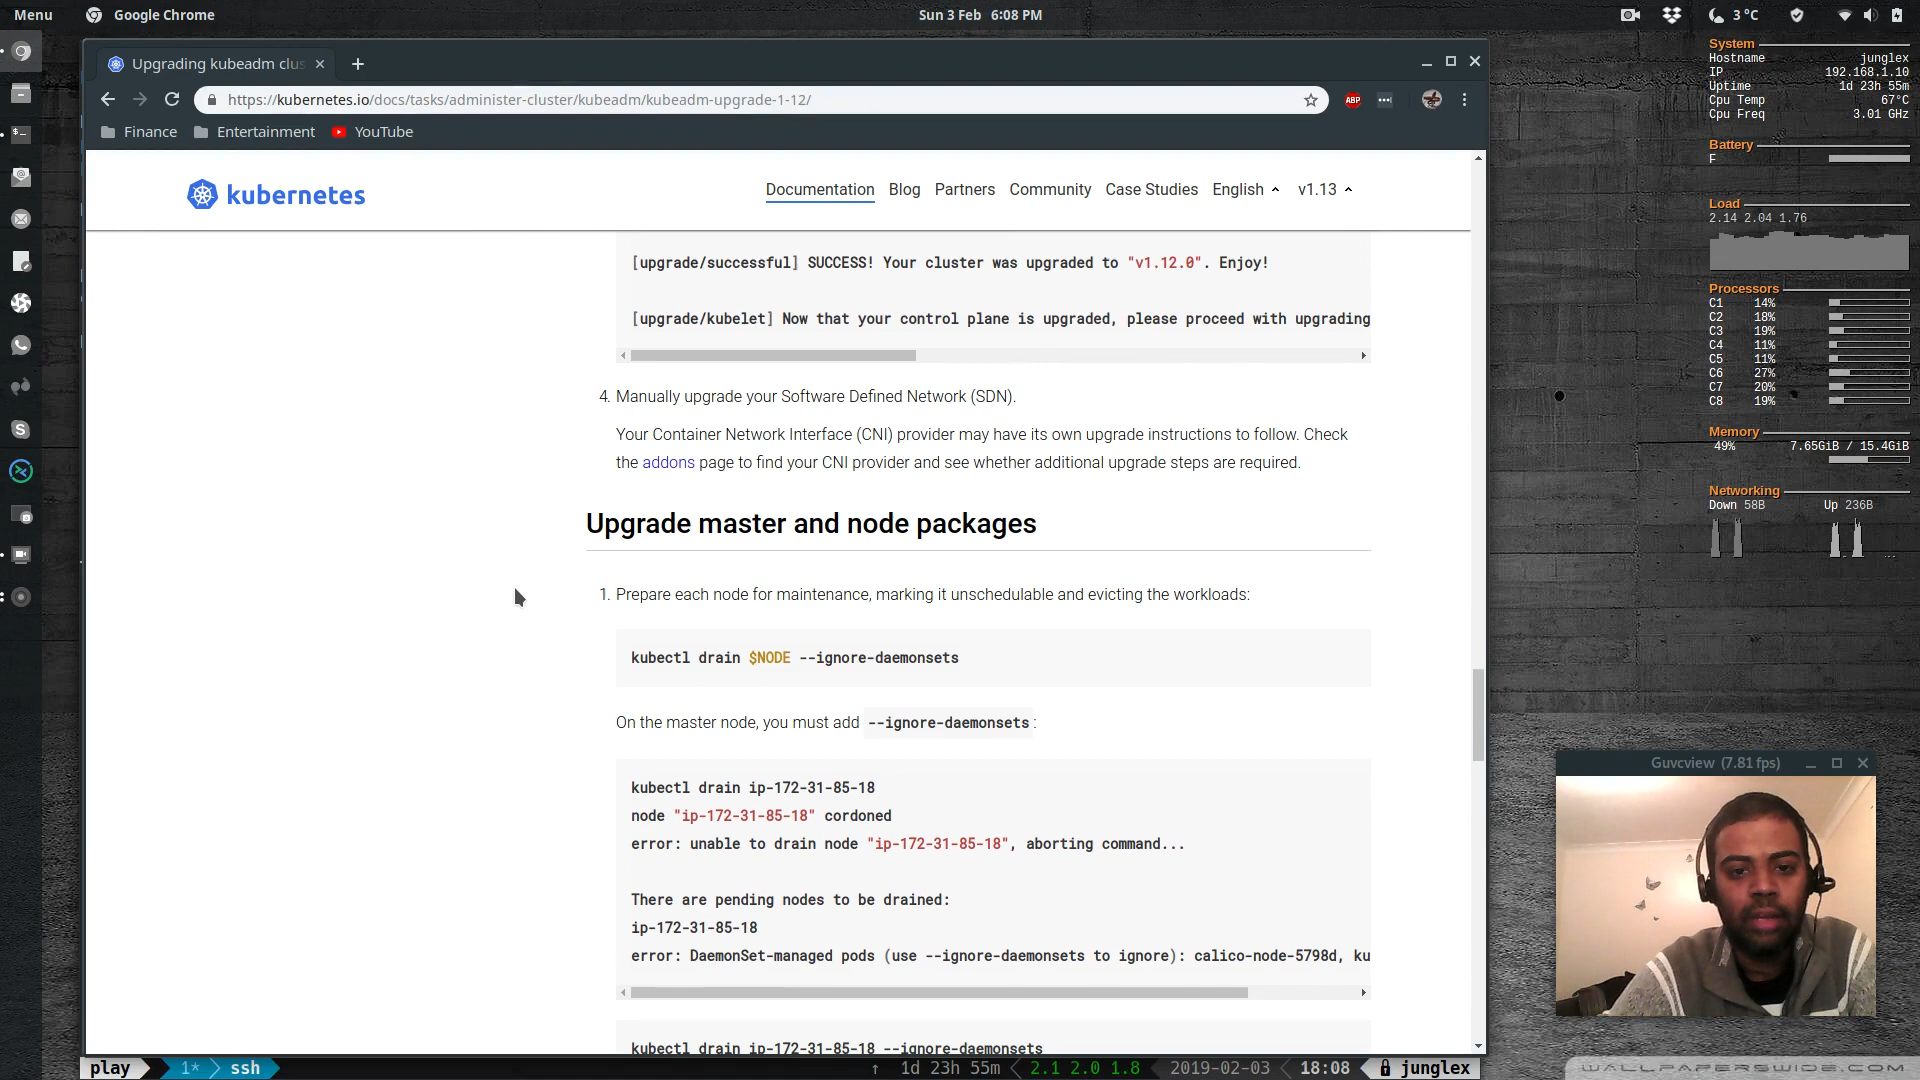 Menu
Google Chrome
Sun 3 Feb 6:08 PM
3 °C
Upgrading kubeadm clus
https://kubernetes.io/docs/tasks/administer-cluster/kubeadm/kubeadm-upgrade-1-12/
ABP
Finance
Entertainment
YouTube
kubernetes
Documentation
Blog
Partners
Community
Case Studies
English
v1.13
[upgrade/successful] SUCCESS! Your cluster was upgraded to "v1.12.0". Enjoy!
[upgrade/kubelet] Now that your control plane is upgraded, please proceed with upgrading
4. Manually upgrade your Software Defined Network (SDN).
Your Container Network Interface (CNI) provider may have its own upgrade instructions to follow. Check
the addons page to find your CNI provider and see whether additional upgrade steps are required.
Upgrade master and node packages
1. Prepare each node for maintenance, marking it unschedulable and evicting the workloads:
kubectl drain $NODE --ignore-daemonsets
On the master node, you must add --ignore-daemonsets:
kubectl drain ip-172-31-85-18
node "ip-172-31-85-18" cordoned
error: unable to drain node "ip-172-31-85-18", aborting command...
There are pending nodes to be drained:
ip-172-31-85-18
error: DaemonSet-managed pods (use --ignore-daemonsets to ignore): calico-node-5798d, ku
kubectl drain ip-172-31-85-18 --ignore-daemonsets
play 1* ssh
↑ 1d 23h 55m 2.1 2.0 1.8 2019-02-03 18:08 junglex
System
Hostname junglex
IP 192.168.1.10
Uptime 1d 23h 55m
Cpu Temp 67°C
Cpu Freq 3.01 GHz
Battery
F
Load
2.14 2.04 1.76
Processors
C1 14%
C2 18%
C3 19%
C4 11%
C5 11%
C6 27%
C7 20%
C8 19%
Memory
49% 7.65GiB / 15.4GiB
Networking
Down 58B Up 236B
Guvcview (7.81 fps)
WALLPAPERSWIDE.COM